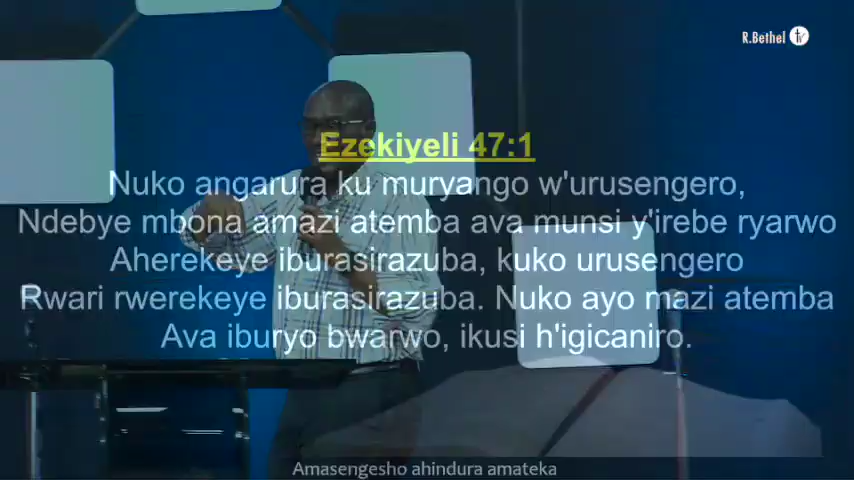 R.Bethel tv
Ezekiyeli 47:1
Nuko angarura ku muryango w'urusengero,
Ndebye mbona amazi atemba ava munsi y'irebe ryarwo
Aherekeye iburasirazuba, kuko urusengero
Rwari rwerekeye iburasirazuba. Nuko ayo mazi atemba
Ava iburyo bwarwo, ikusi h'igicaniro.
Amasengesho ahindura amateka